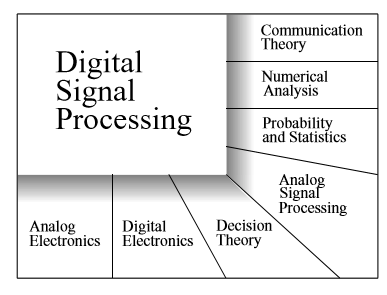 Digital
Signal
Processing
Communication
Theory
Numerical
Analysis
Probability
and Statistics
Analog
Signal
Processing
Decision
Theory
Digital
Electronics
Analog
Electronics